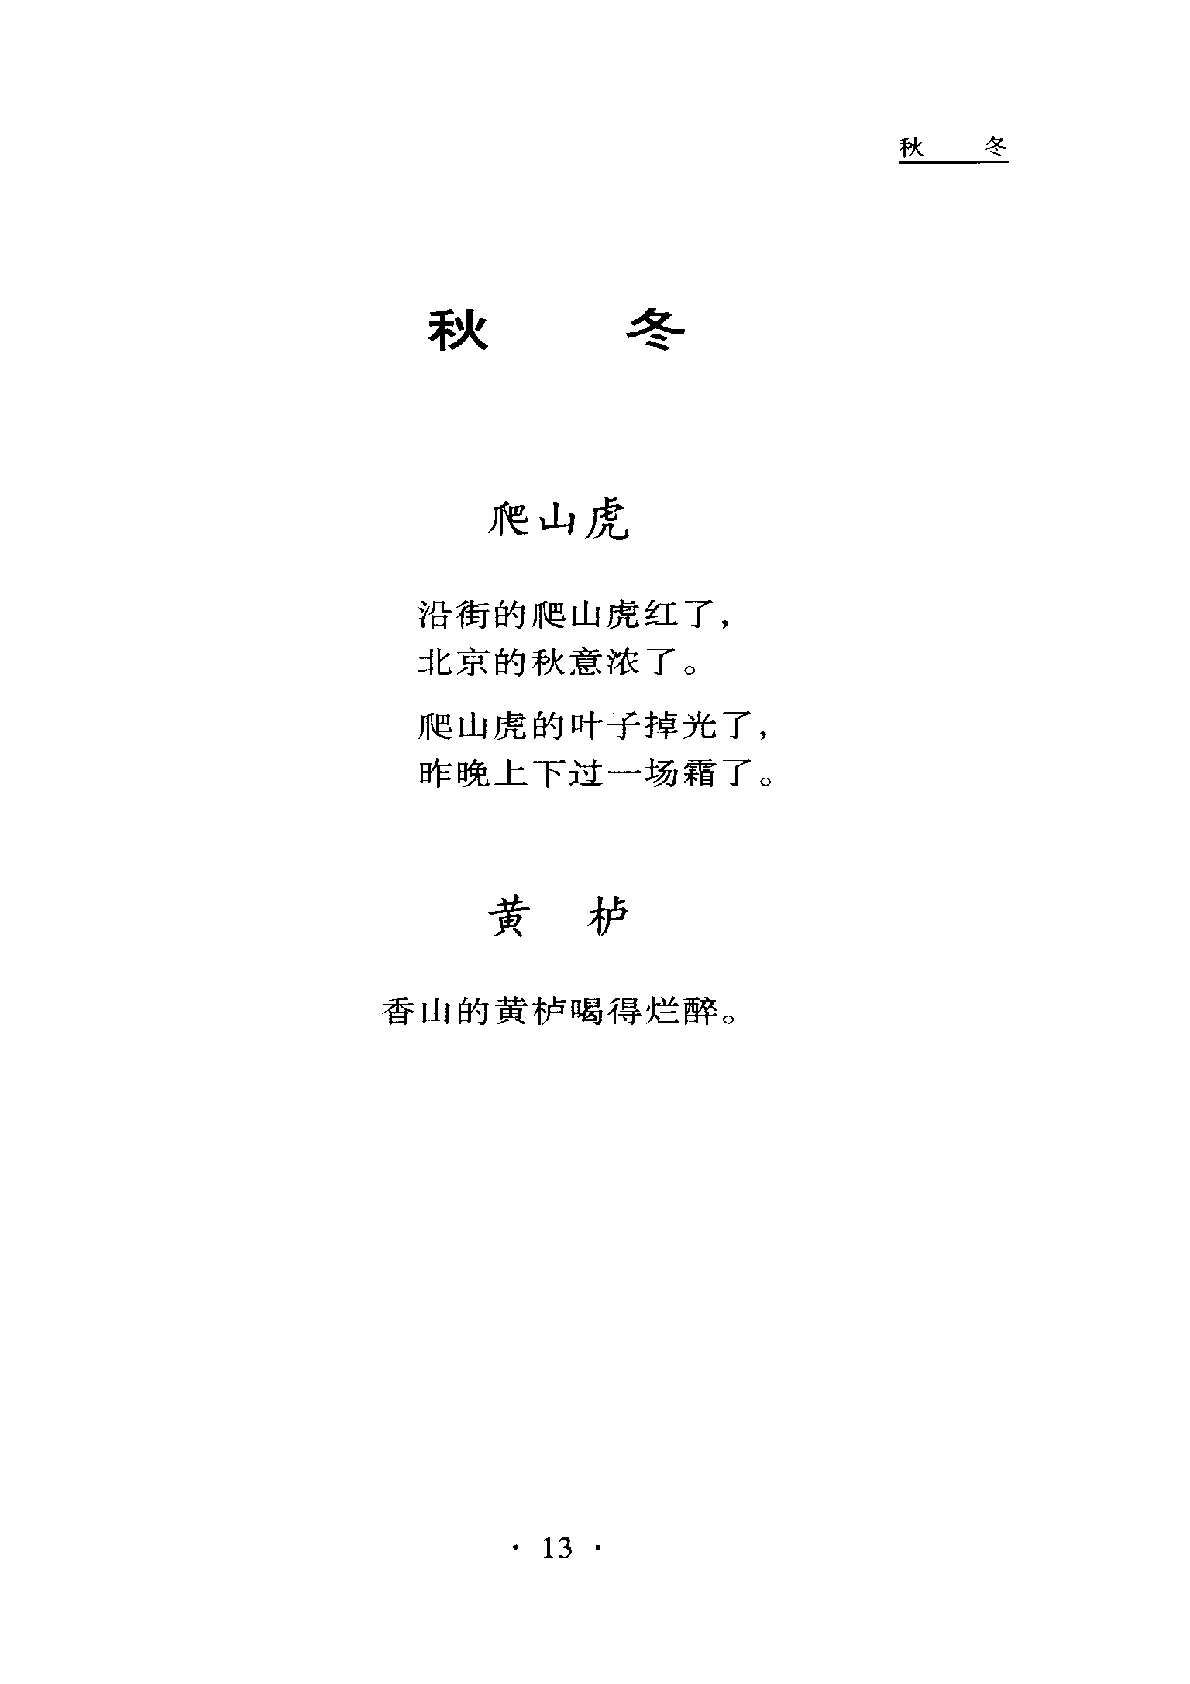 秋 冬
秋 冬
爬山虎
沿街的爬山虎红了，
北京的秋意浓了。
爬山虎的叶子掉光了，
昨晚上下过一场霜了。
黄 栌
香山的黄栌喝得烂醉。
· 13 ·